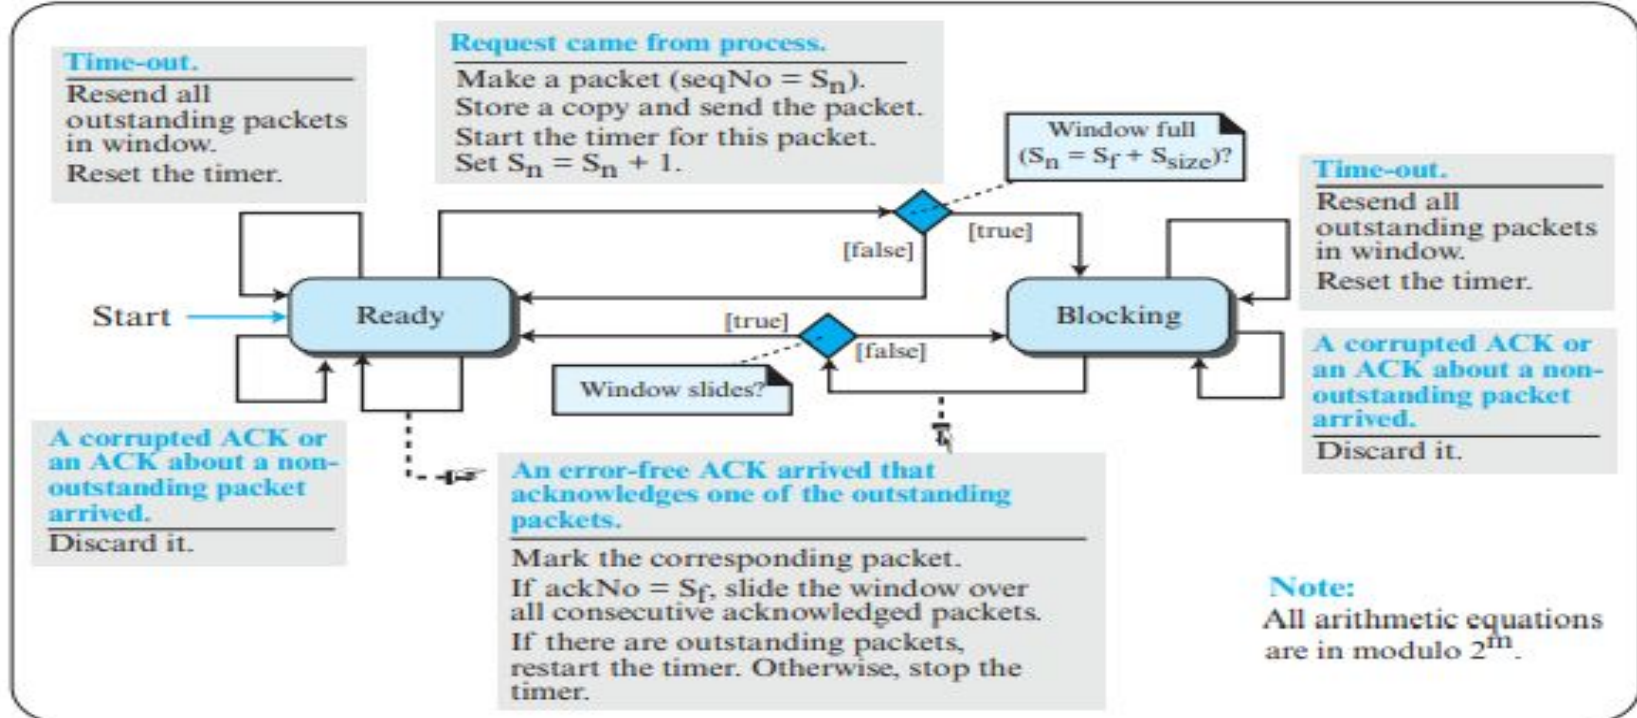 Time-out.
Resend all
outstanding packets
in window.
Reset the timer.
Request came from process.
Make a packet (seqNo = Sn).
Store a copy and send the packet.
Start the timer for this packet.
Set Sn = Sn + 1.
Window full
(Sn = Sf + Ssize)?
Time-out.
Resend all
outstanding packets
in window.
Reset the timer.
[false]
[true]
Start
Ready
[true]
[false]
Blocking
Window slides?
A corrupted ACK or
an ACK about a non-
outstanding packet
arrived.
Discard it.
A corrupted ACK or
an ACK about a non-
outstanding packet
arrived.
Discard it.
An error-free ACK arrived that
acknowledges one of the outstanding
packets.
Mark the corresponding packet.
If ackNo = Sf, slide the window over
all consecutive acknowledged packets.
If there are outstanding packets,
restart the timer. Otherwise, stop the
timer.
Note:
All arithmetic equations
are in modulo 2^m.